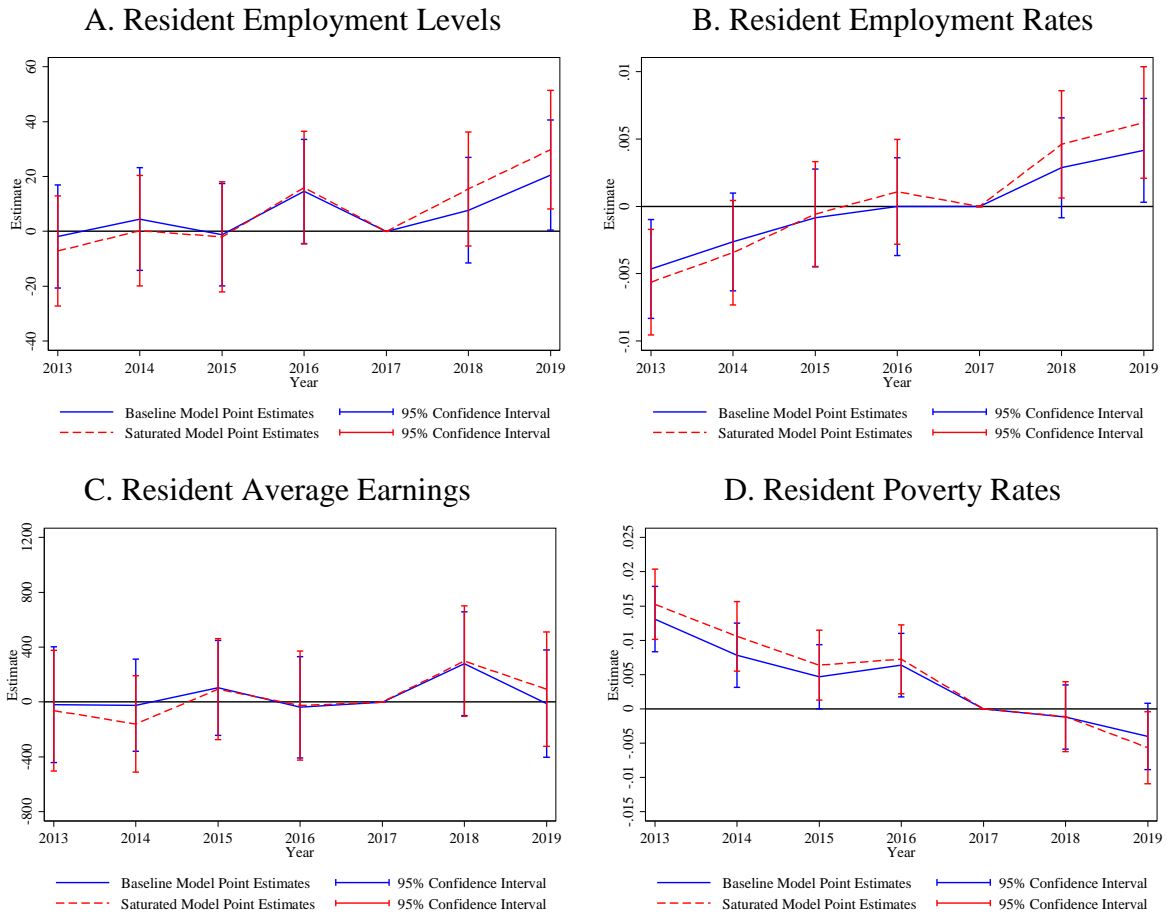 A. Resident Employment Levels
60
40
20
0
-20
-40
Estimate
2013 2014 2015 2016 2017 2018 2019
Year
Baseline Model Point Estimates 95% Confidence Interval
Saturated Model Point Estimates 95% Confidence Interval
B. Resident Employment Rates
.01
.005
0
-.005
-.01
Estimate
2013 2014 2015 2016 2017 2018 2019
Year
Baseline Model Point Estimates 95% Confidence Interval
Saturated Model Point Estimates 95% Confidence Interval
C. Resident Average Earnings
1200
800
400
0
-400
-800
Estimate
2013 2014 2015 2016 2017 2018 2019
Year
Baseline Model Point Estimates 95% Confidence Interval
Saturated Model Point Estimates 95% Confidence Interval
D. Resident Poverty Rates
.025
.02
.015
.01
.005
0
-.005
-.01
-.015
Estimate
2013 2014 2015 2016 2017 2018 2019
Year
Baseline Model Point Estimates 95% Confidence Interval
Saturated Model Point Estimates 95% Confidence Interval